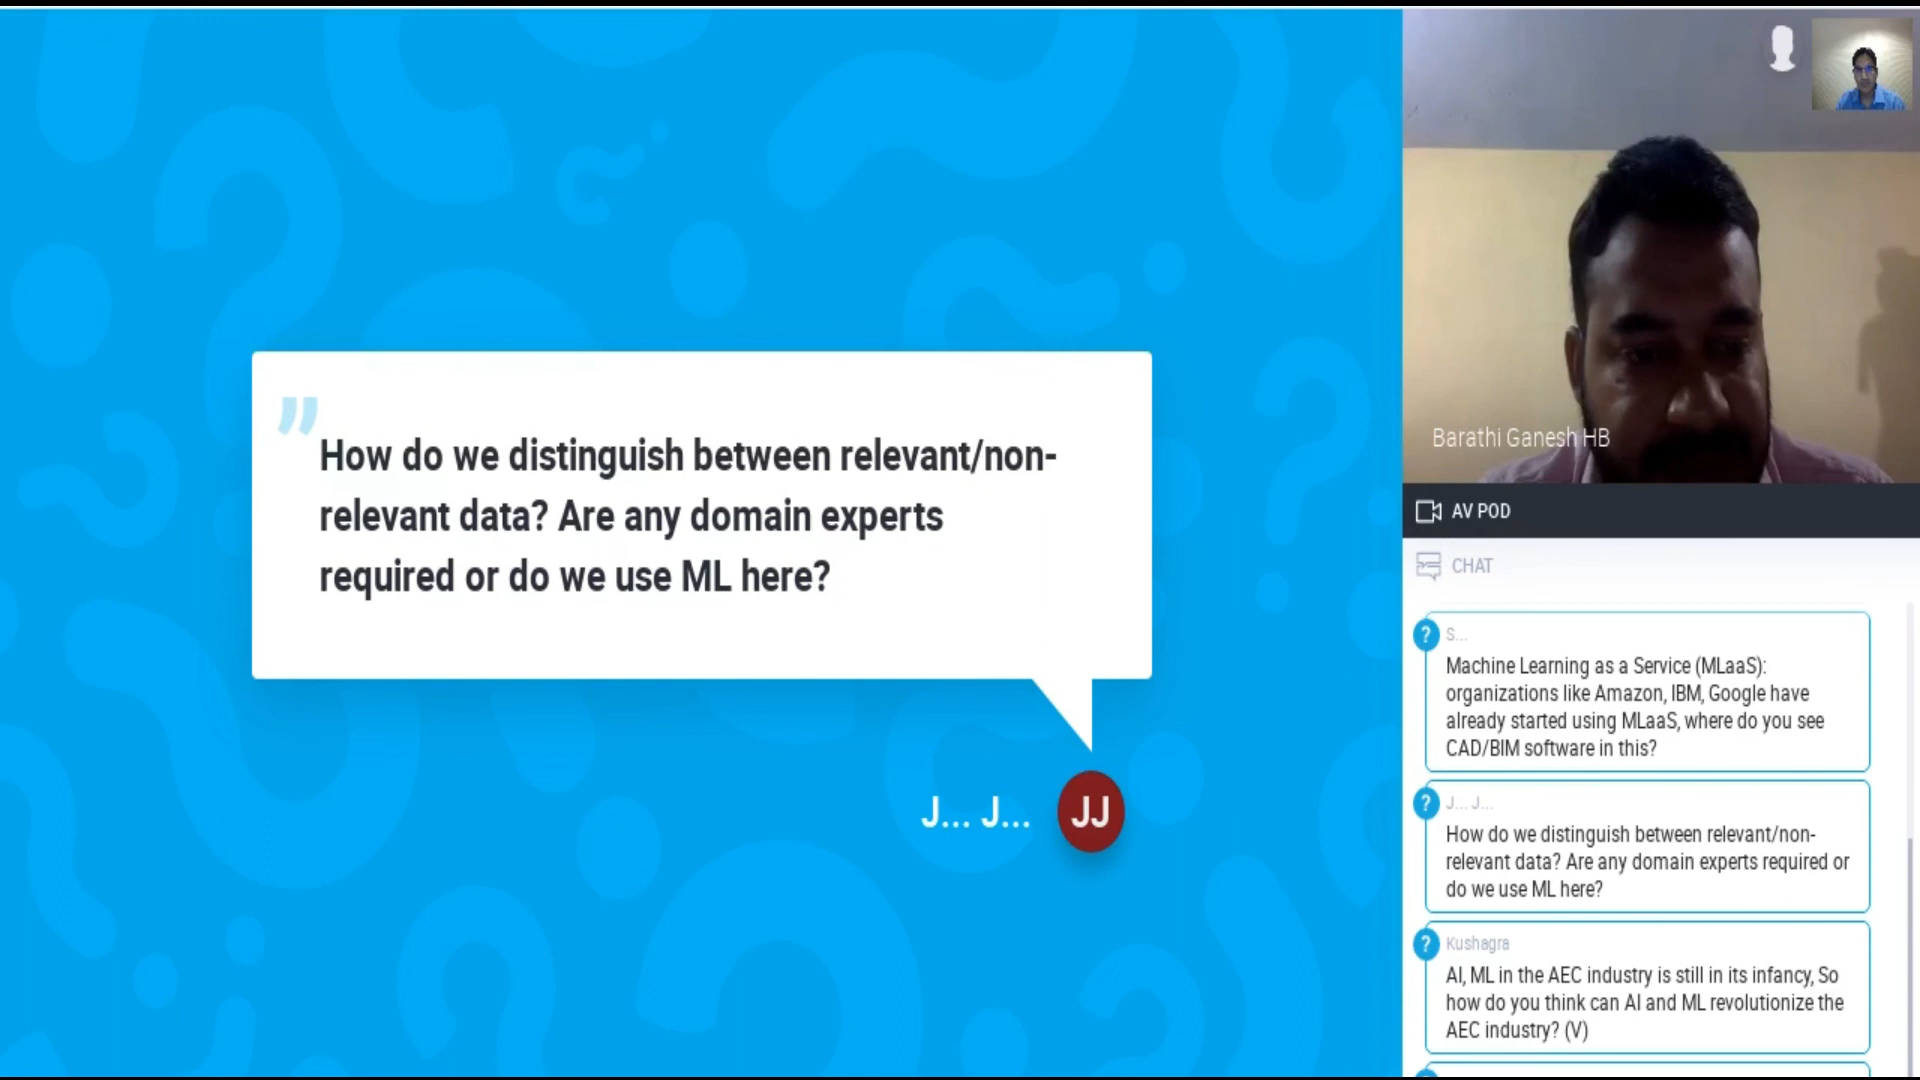 ”
How do we distinguish between relevant/non-
relevant data? Are any domain experts
required or do we use ML here?
J... J...
JJ
Barathi Ganesh HB
AV POD
CHAT
?
S...
Machine Learning as a Service (MLaaS):
organizations like Amazon, IBM, Google have
already started using MLaaS, where do you see
CAD/BIM software in this?
?
J... J...
How do we distinguish between relevant/non-
relevant data? Are any domain experts required or
do we use ML here?
?
Kushagra
AI, ML in the AEC industry is still in its infancy, So
how do you think can AI and ML revolutionize the
AEC industry? (V)